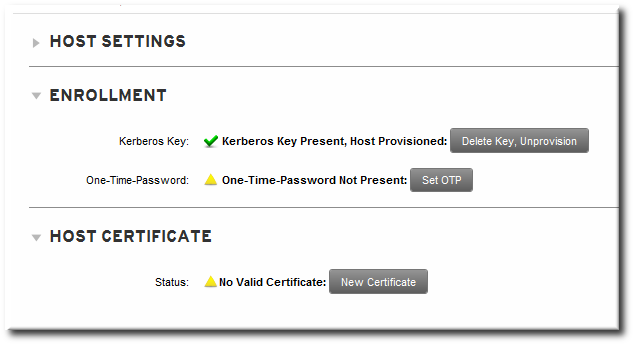 HOST SETTINGS
ENROLLMENT
Kerberos Key: Kerberos Key Present, Host Provisioned: Delete Key, Unprovision
One-Time-Password: One-Time-Password Not Present: Set OTP
HOST CERTIFICATE
Status: No Valid Certificate: New Certificate